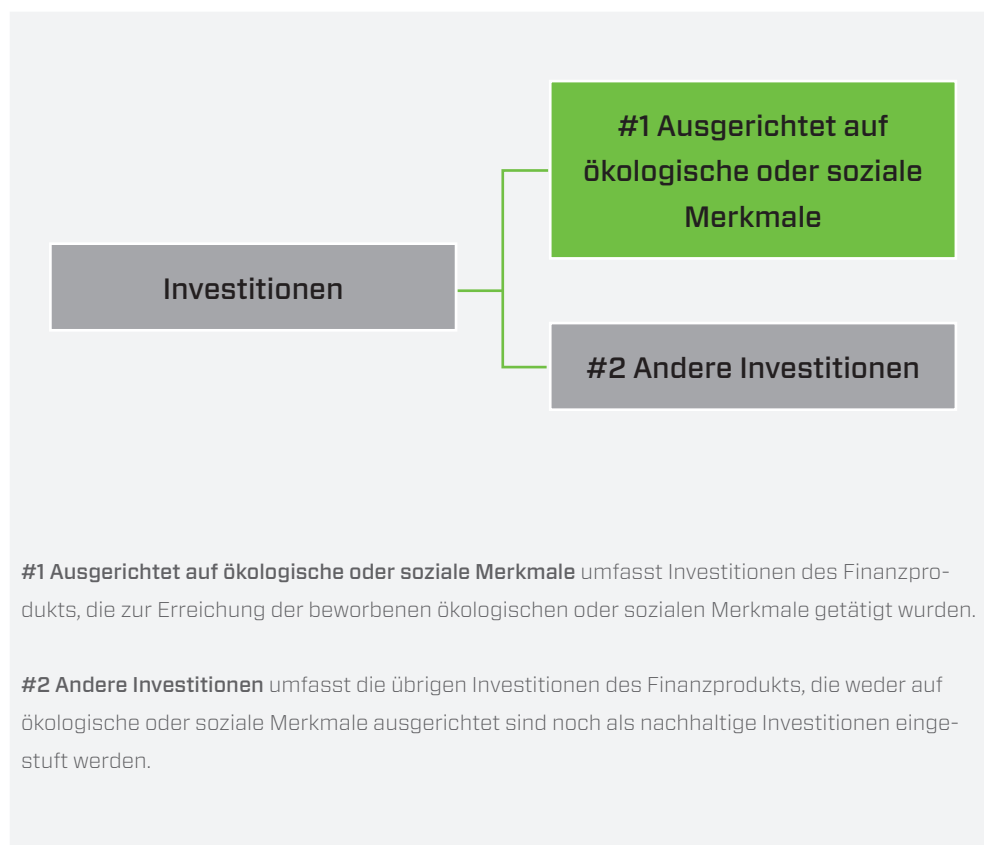 #1 Ausgerichtet auf
ökologische oder soziale
Merkmale
Investitionen
#2 Andere Investitionen
#1 Ausgerichtet auf ökologische oder soziale Merkmale umfasst Investitionen des Finanzpro-
dukts, die zur Erreichung der beworbenen ökologischen oder sozialen Merkmale getätigt wurden.
#2 Andere Investitionen umfasst die übrigen Investitionen des Finanzprodukts, die weder auf
ökologische oder soziale Merkmale ausgerichtet sind noch als nachhaltige Investitionen einge-
stuft werden.